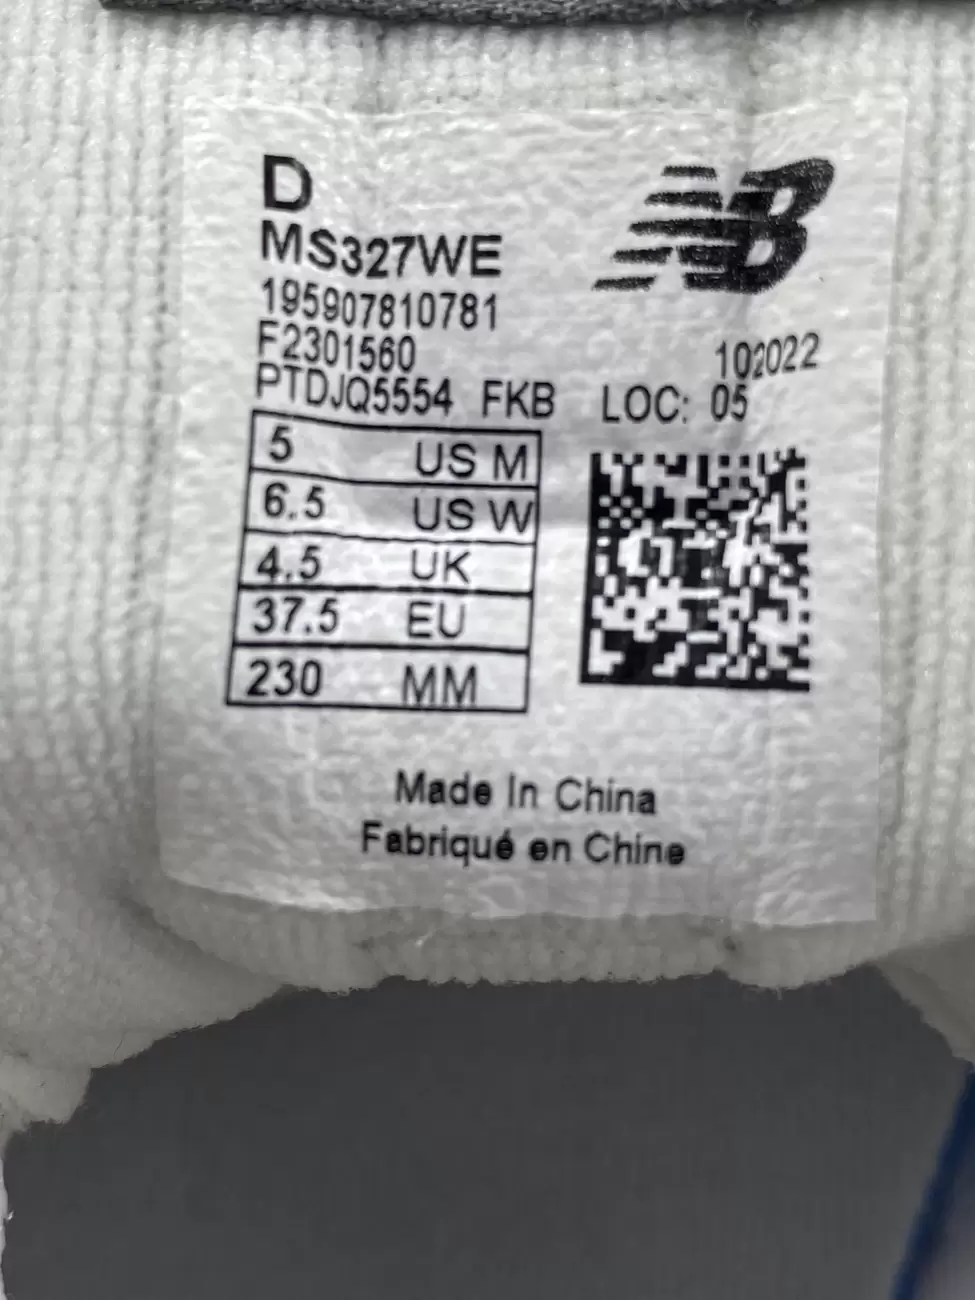 D
NB
MS327WE
195907810781
F2301560
102022
PTDJQ5554 FKB LOC: 05
5 US M
6.5 US W
4.5 UK
37.5 EU
230 MM
Made In China
Fabriqué en Chine